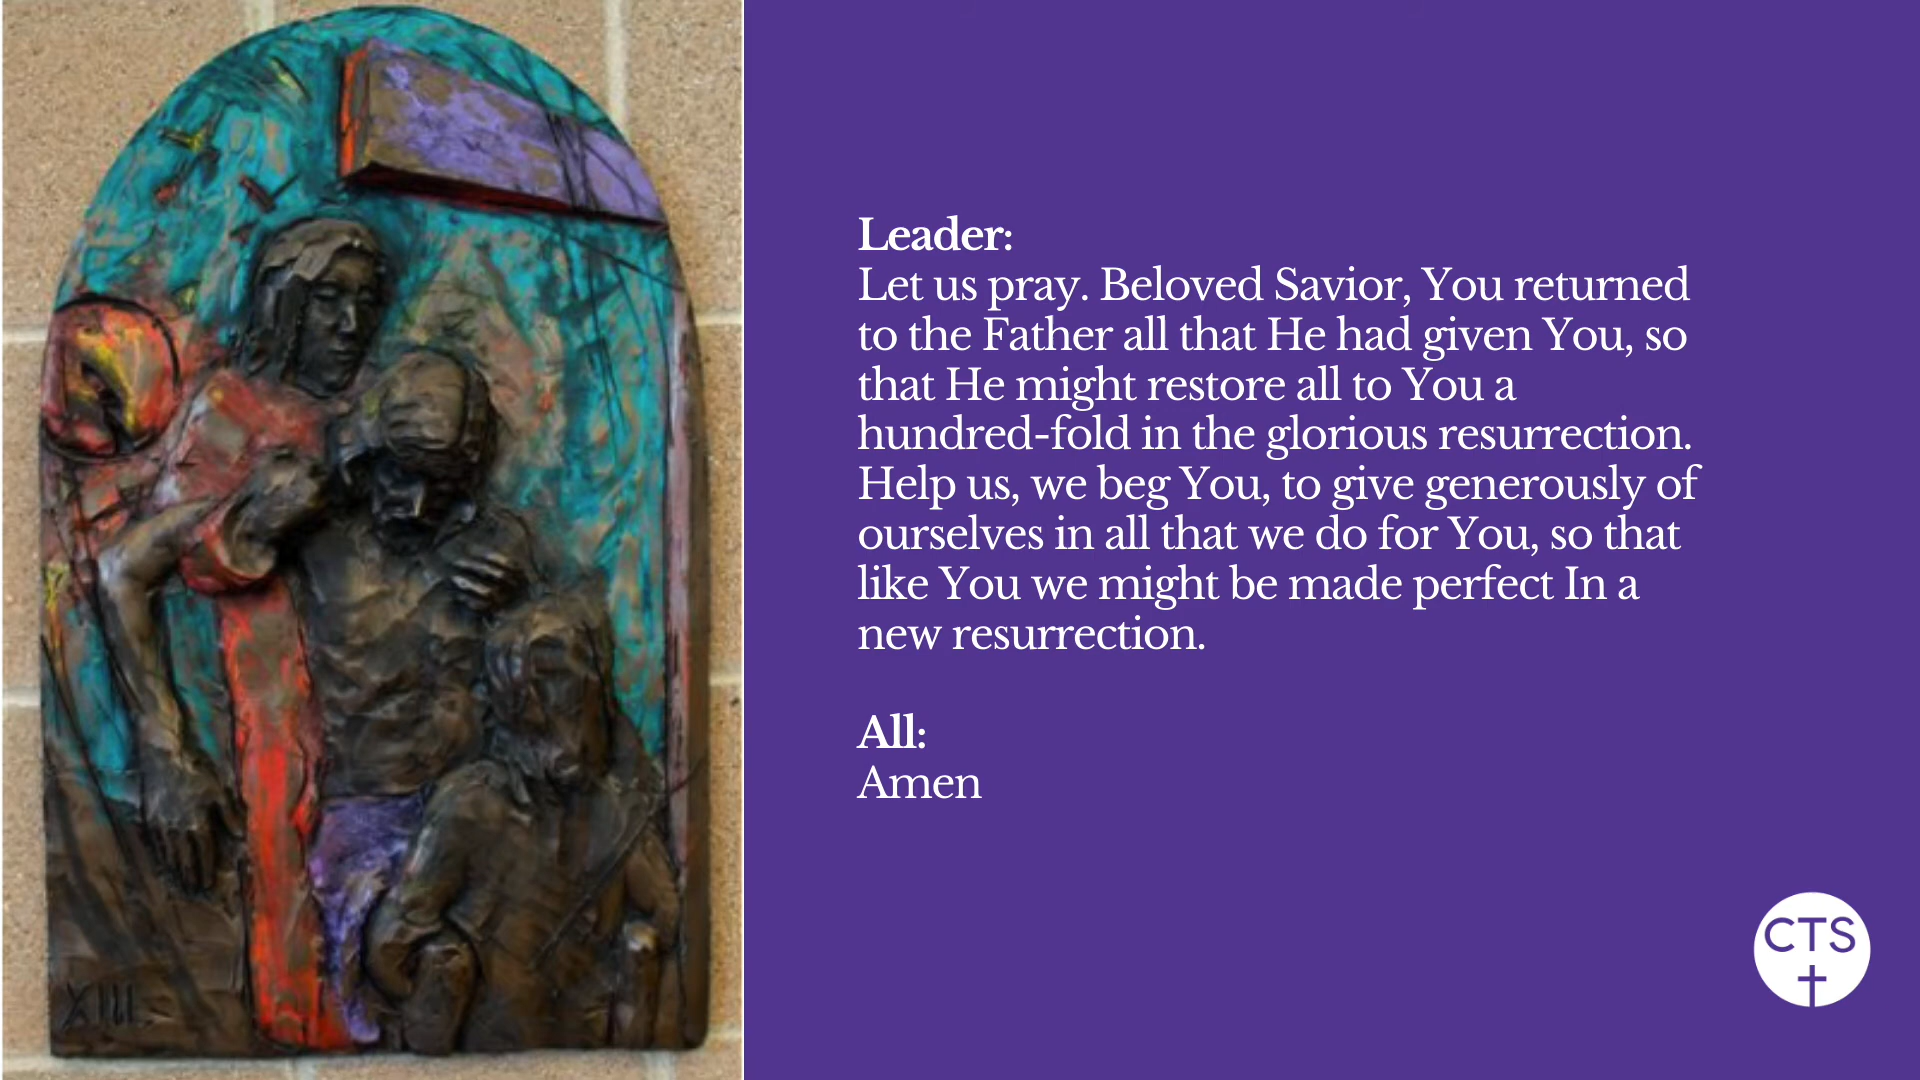 Leader:
Let us pray. Beloved Savior, You returned
to the Father all that He had given You, so
that He might restore all to You a
hundred-fold in the glorious resurrection.
Help us, we beg You, to give generously of
ourselves in all that we do for You, so that
like You we might be made perfect In a
new resurrection.
All:
Amen
XIII.
CTS